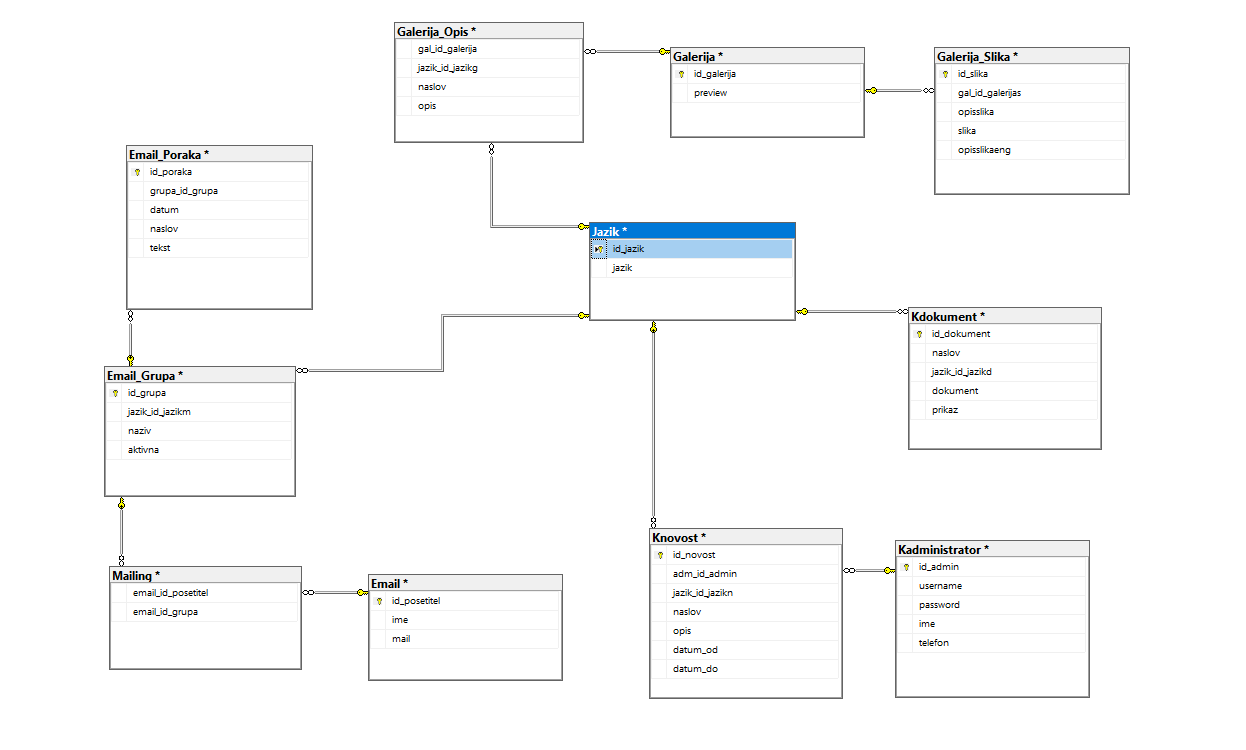 Galerija_Opis *
gal_id_galerija
jazik_id_jazikg
naslov
opis
Galerija *
id_galerija
preview
Galerija_Slika *
id_slika
gal_id_galerijas
opisslika
slika
opisslikaeng
Email_Poraka *
id_poraka
grupa_id_grupa
datum
naslov
tekst
Jazik *
id_jazik
jazik
Kdokument *
id_dokument
naslov
jazik_id_jazikd
dokument
prikaz
Email_Grupa *
id_grupa
jazik_id_jazikm
naziv
aktivna
Mailing *
email_id_posetitel
email_id_grupa
Email *
id_posetitel
ime
mail
Knovost *
id_novost
adm_id_admin
jazik_id_jazikn
naslov
opis
datum_od
datum_do
Kadministrator *
id_admin
username
password
ime
telefon